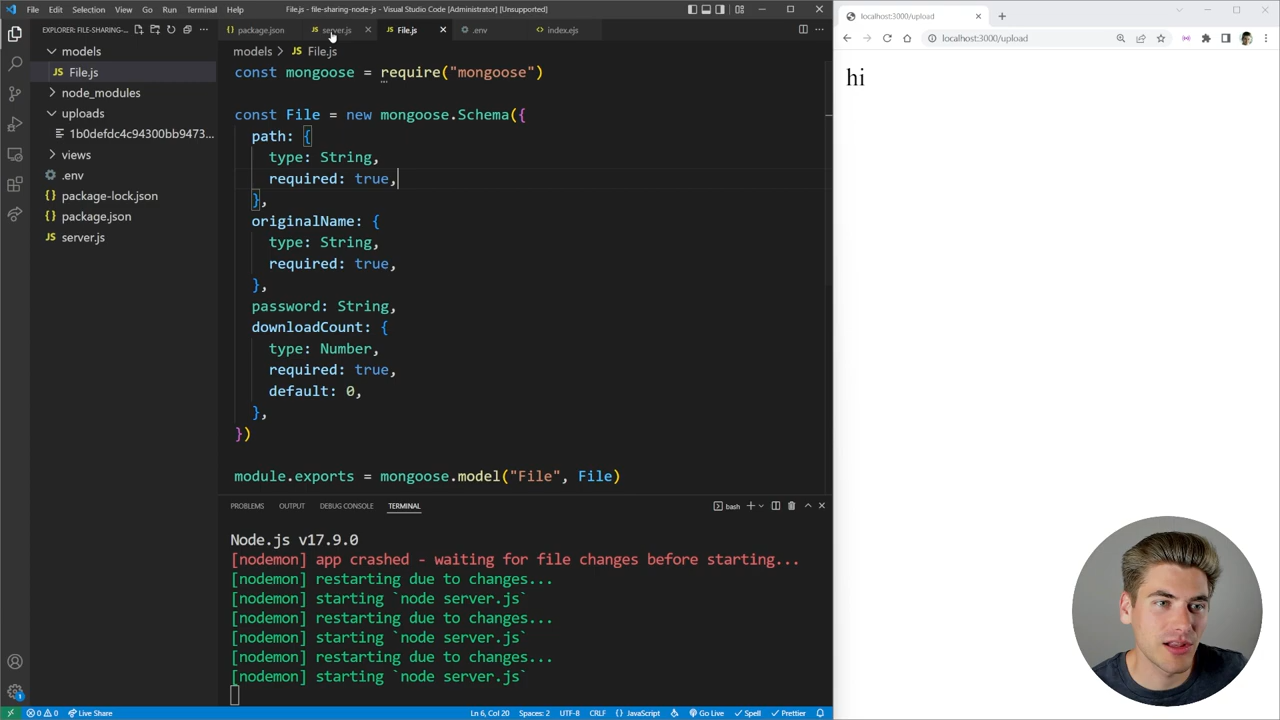 File Edit Selection View Go Run Terminal Help
File.js - file-sharing-node-js - Visual Studio Code [Administrator] [Unsupported]
EXPLORER: FILE-SHARING-...
models
File.js
node_modules
uploads
1b0defdc4c94300bb9473...
views
.env
package-lock.json
package.json
server.js
package.json
server.js
File.js
.env
index.ejs
models > File.js
const mongoose = require("mongoose")
const File = new mongoose.Schema({
path: {
type: String,
required: true,
},
originalName: {
type: String,
required: true,
},
password: String,
downloadCount: {
type: Number,
required: true,
default: 0,
},
})
module.exports = mongoose.model("File", File)
PROBLEMS OUTPUT DEBUG CONSOLE TERMINAL
bash
Node.js v17.9.0
[nodemon] app crashed - waiting for file changes before starting...
[nodemon] restarting due to changes...
[nodemon] starting `node server.js`
[nodemon] restarting due to changes...
[nodemon] starting `node server.js`
[nodemon] restarting due to changes...
[nodemon] starting `node server.js`
0 0 Live Share
Ln 6, Col 20 Spaces: 2 UTF-8 CRLF {} JavaScript Go Live Spell Prettier
localhost:3000/upload
localhost:3000/upload
hi